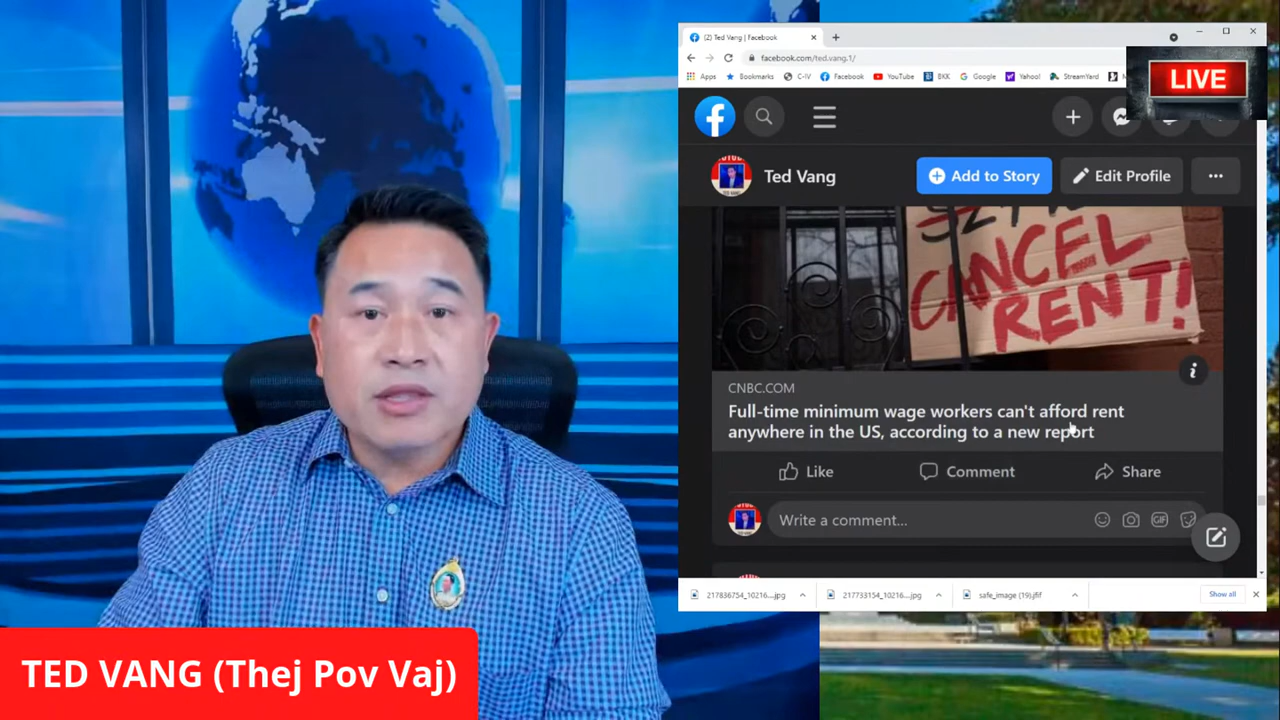 (2) Ted Vang | Facebook
facebook.com/ted.vang.1/
Apps Bookmarks C-IV Facebook YouTube BKK Google Yahoo! StreamYard
LIVE
Ted Vang
Add to Story
Edit Profile
CANCEL
RENT!
CNBC.COM
Full-time minimum wage workers can't afford rent
anywhere in the US, according to a new report
Like Comment Share
Write a comment...
GIF
217836754_10216....jpg 217733154_10216....jpg safe_image (19).jfif Show all
TED VANG (Thej Pov Vaj)